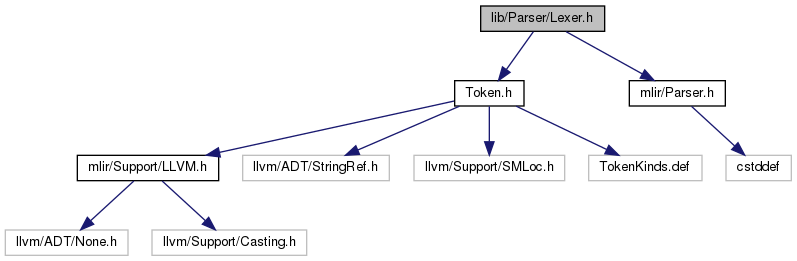 lib/Parser/Lexer.h
Token.h
mlir/Parser.h
mlir/Support/LLVM.h
llvm/ADT/StringRef.h
llvm/Support/SMLoc.h
TokenKinds.def
cstddef
llvm/ADT/None.h
llvm/Support/Casting.h